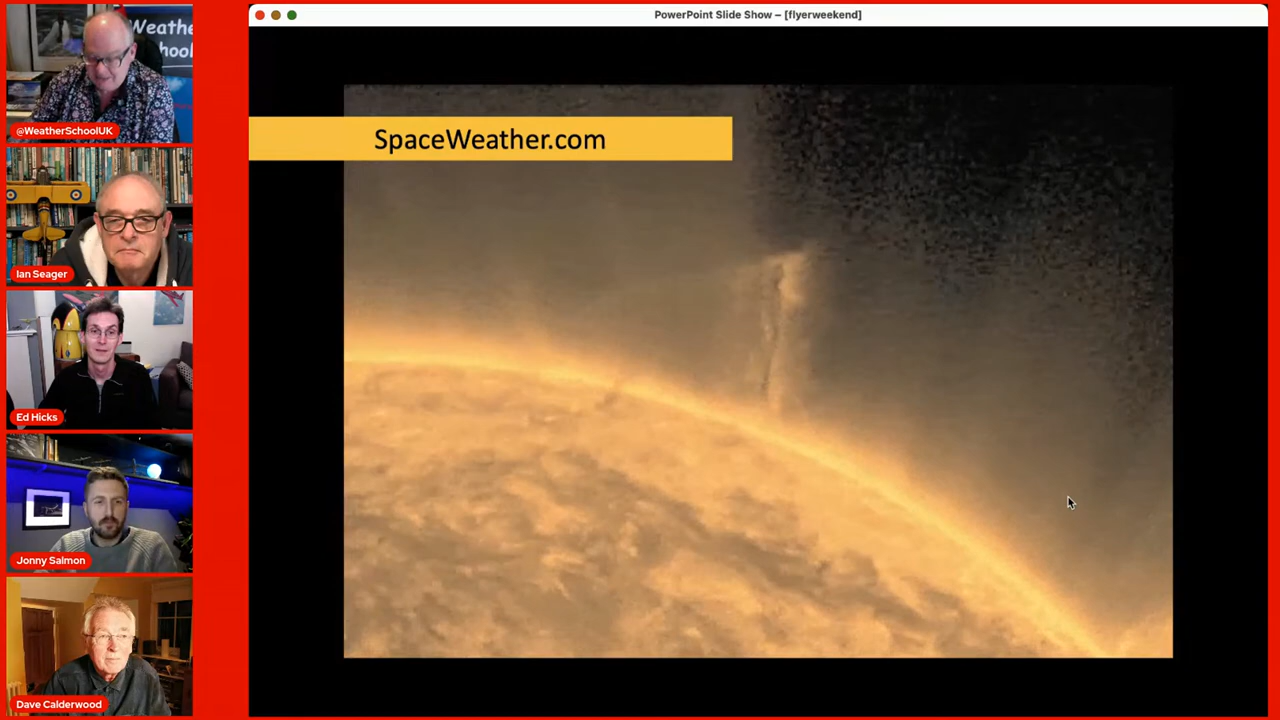 PowerPoint Slide Show – [flyerweekend]
SpaceWeather.com
Weather
School
@WeatherSchoolUK
Ian Seager
Ed Hicks
Jonny Salmon
Dave Calderwood